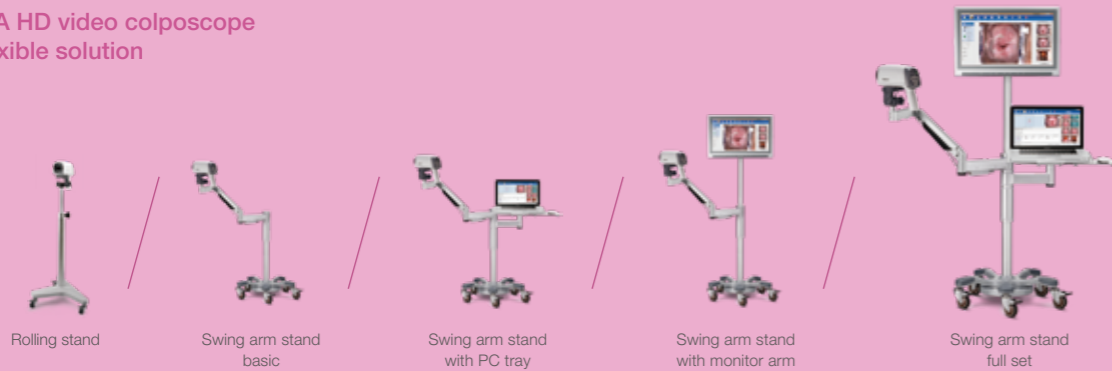 A HD video colposcope
xible solution
Rolling stand
Swing arm stand
basic
Swing arm stand
with PC tray
Swing arm stand
with monitor arm
Swing arm stand
full set